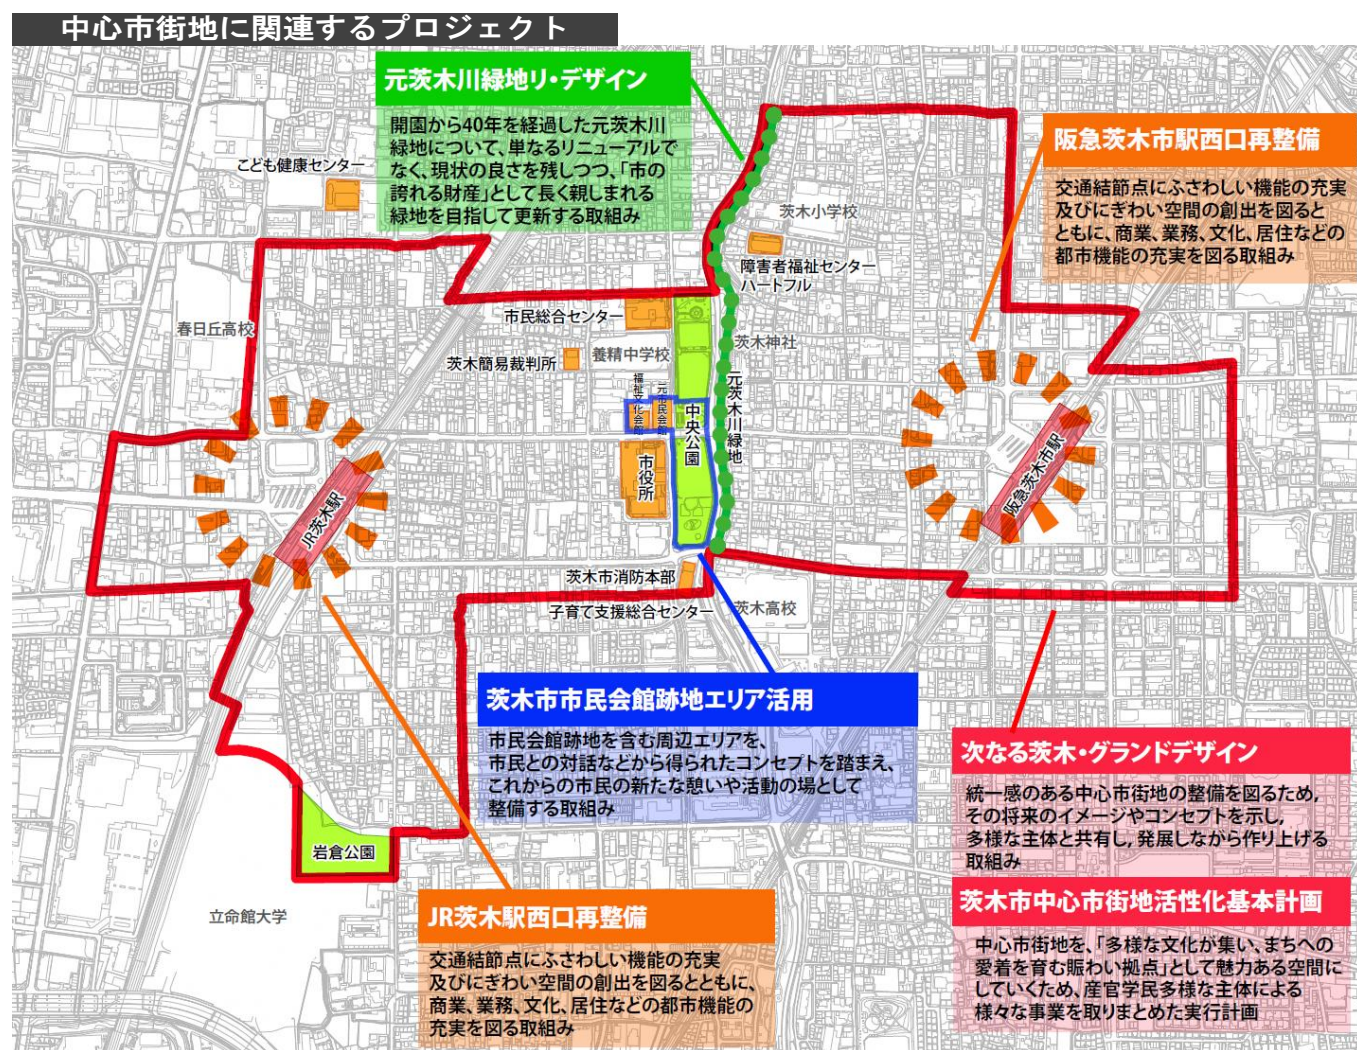 中心市街地に関連するプロジェクト
元茨木川緑地リ・デザイン
開園から40年を経過した元茨木川
緑地について、単なるリニューアルで
なく、現状の良さを残しつつ、「市の
誇れる財産」として長く親しまれる
緑地を目指して更新する取組み
阪急茨木市駅西口再整備
交通結節点にふさわしい機能の充実
及びにぎわい空間の創出を図ると
ともに、商業、業務、文化、居住などの
都市機能の充実を図る取組み
こども健康センター
茨木小学校
障害者福祉センター
ハートフル
春日丘高校
市民総合センター
茨木簡易裁判所
養精中学校
茨木神社
福祉文化会館
元市民会館
中央公園
元茨木川緑地
市役所
JR茨木駅
阪急茨木市駅
茨木市消防本部
子育て支援総合センター
茨木高校
茨木市市民会館跡地エリア活用
市民会館跡地を含む周辺エリアを、
市民との対話などから得られたコンセプトを踏まえ、
これからの市民の新たな憩いや活動の場として
整備する取組み
次なる茨木・グランドデザイン
統一感のある中心市街地の整備を図るため,
その将来のイメージやコンセプトを示し,
多様な主体と共有し, 発展しながら作り上げる
取組み
岩倉公園
立命館大学
JR茨木駅西口再整備
交通結節点にふさわしい機能の充実
及びにぎわい空間の創出を図るとともに、
商業、業務、文化、居住などの都市機能の
充実を図る取組み
茨木市中心市街地活性化基本計画
中心市街地を、「多様な文化が集い、まちへの
愛着を育む賑わい拠点」として魅力ある空間に
していくため、産官学民多様な主体による
様々な事業を取りまとめた実行計画